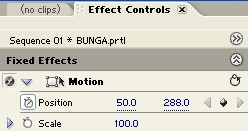 (no clips) Effect Controls x
Sequence 01 * BUNGA.prtl
Fixed Effects
Motion
Position 50.0 288.0
Scale 100.0